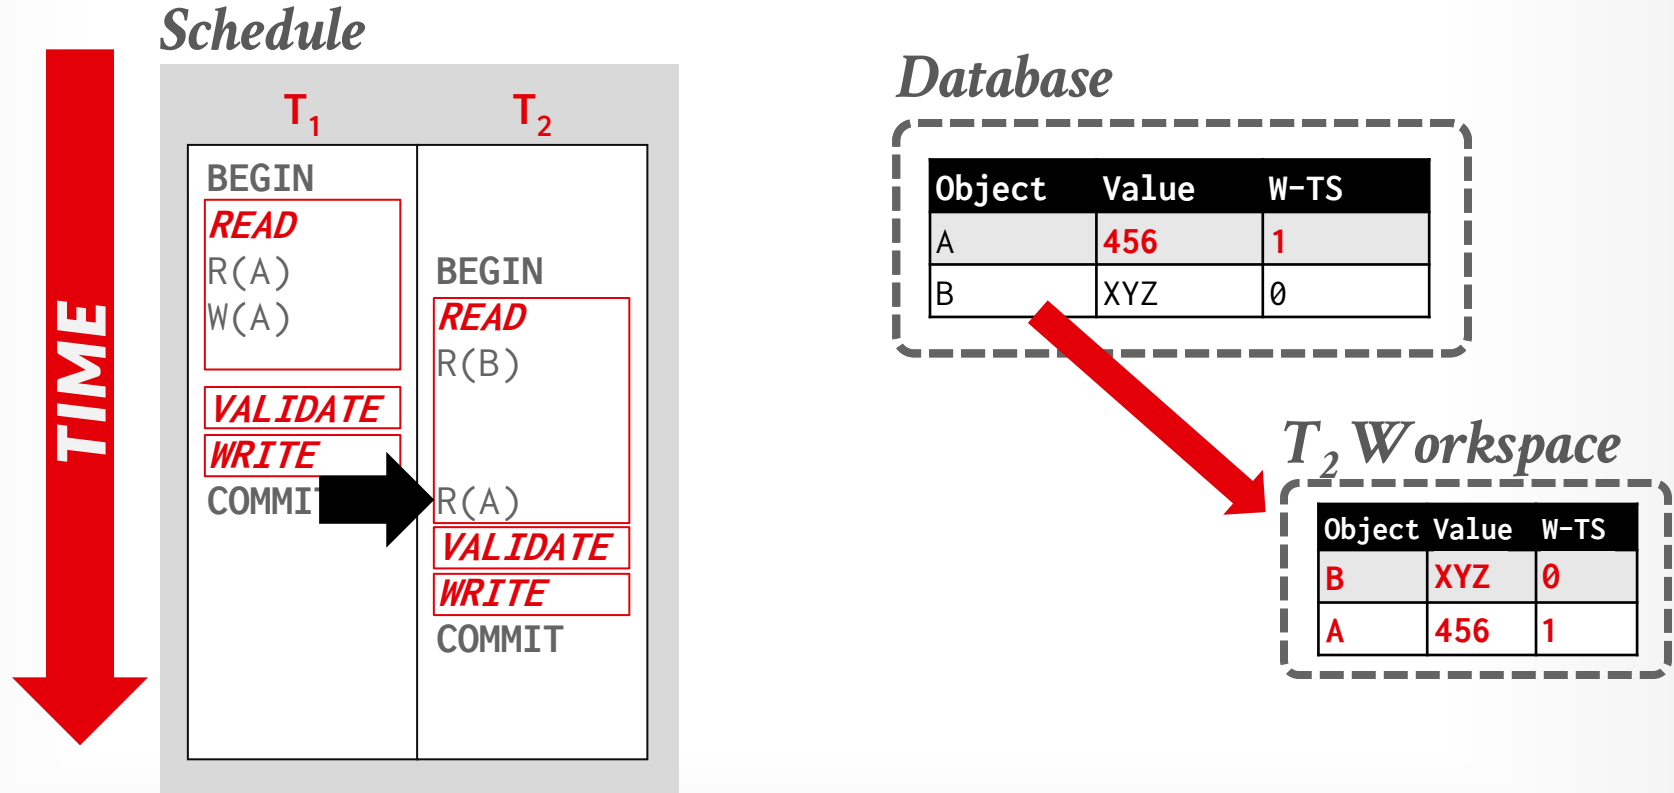 Schedule
TIME
T1 T2
BEGIN
READ
R(A) BEGIN
W(A) READ
R(B)
VALIDATE
WRITE
COMMIT R(A)
VALIDATE
WRITE
COMMIT
Database
Object Value W-TS
A 456 1
B XYZ 0
T2 Workspace
Object Value W-TS
B XYZ 0
A 456 1